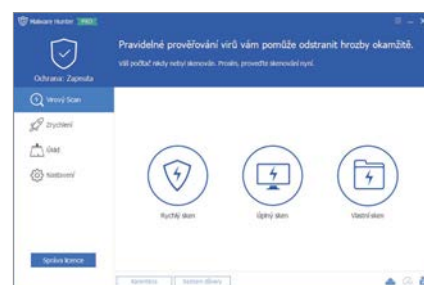 Malware Hunter PRO
Pravidelné prověřování virů vám pomůže odstranit hrozby okamžitě.
Váš počítač nikdy nebyl skenován. Prosím, proveďte skenování nyní.
Ochrana: Zapnuta
Virový Scan
Zrychlení
Úklid
Nastavení
Rychlý sken
Úplný sken
Vlastní sken
Správa licence
Karanténa
Seznam důvěry